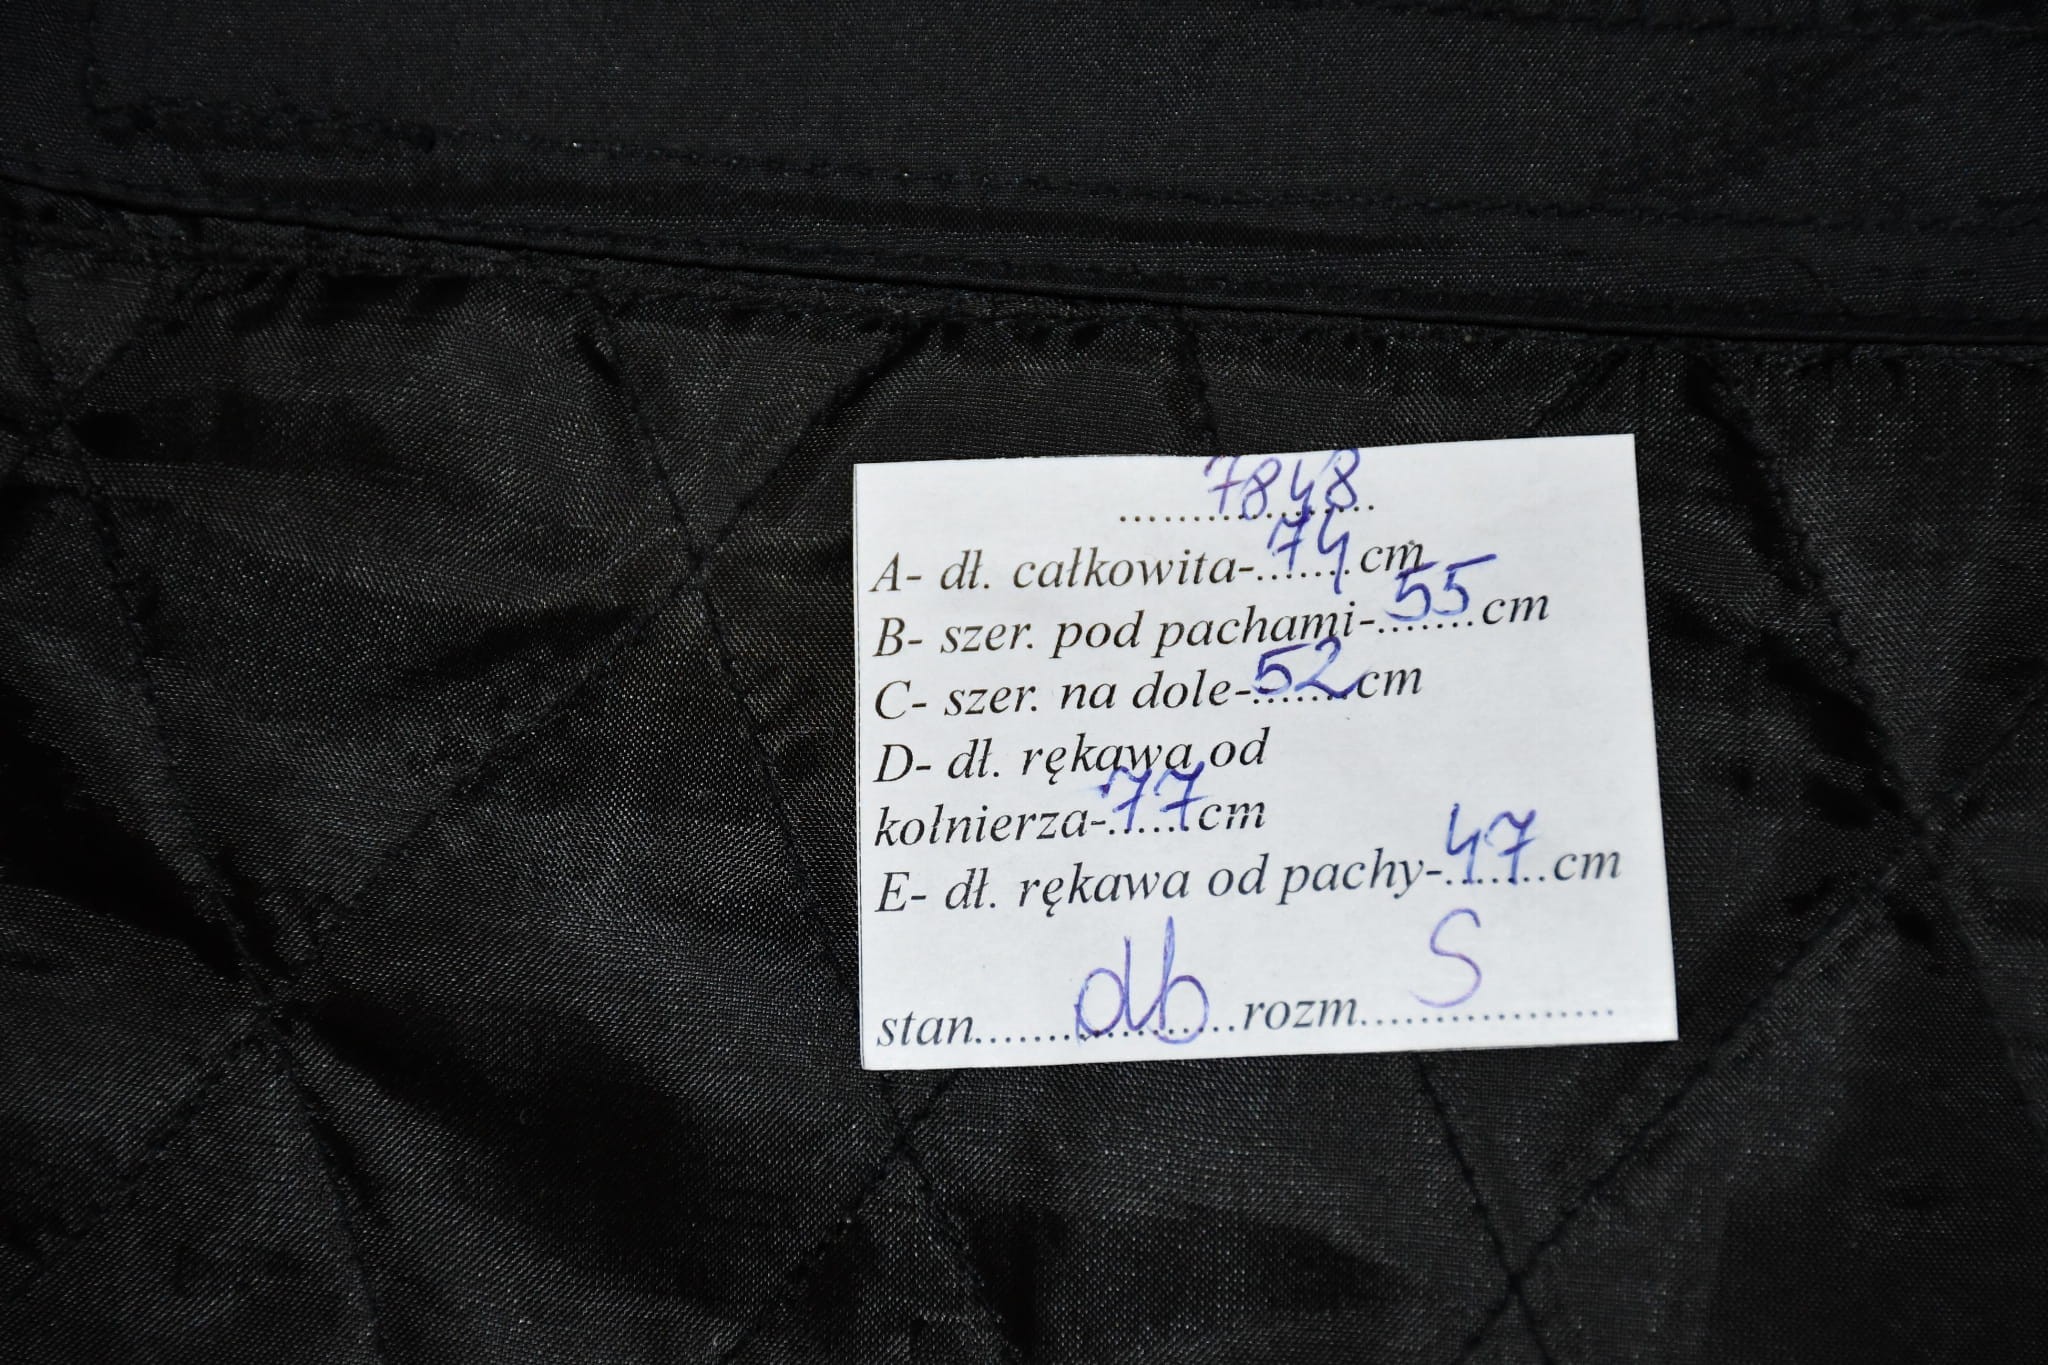 7848
A- dł. całkowita-74cm
B- szer. pod pachami-55cm
C- szer. na dole-52cm
D- dł. rękawa od
kołnierza-77cm
E- dł. rękawa od pachy-47cm
stan db rozm. S